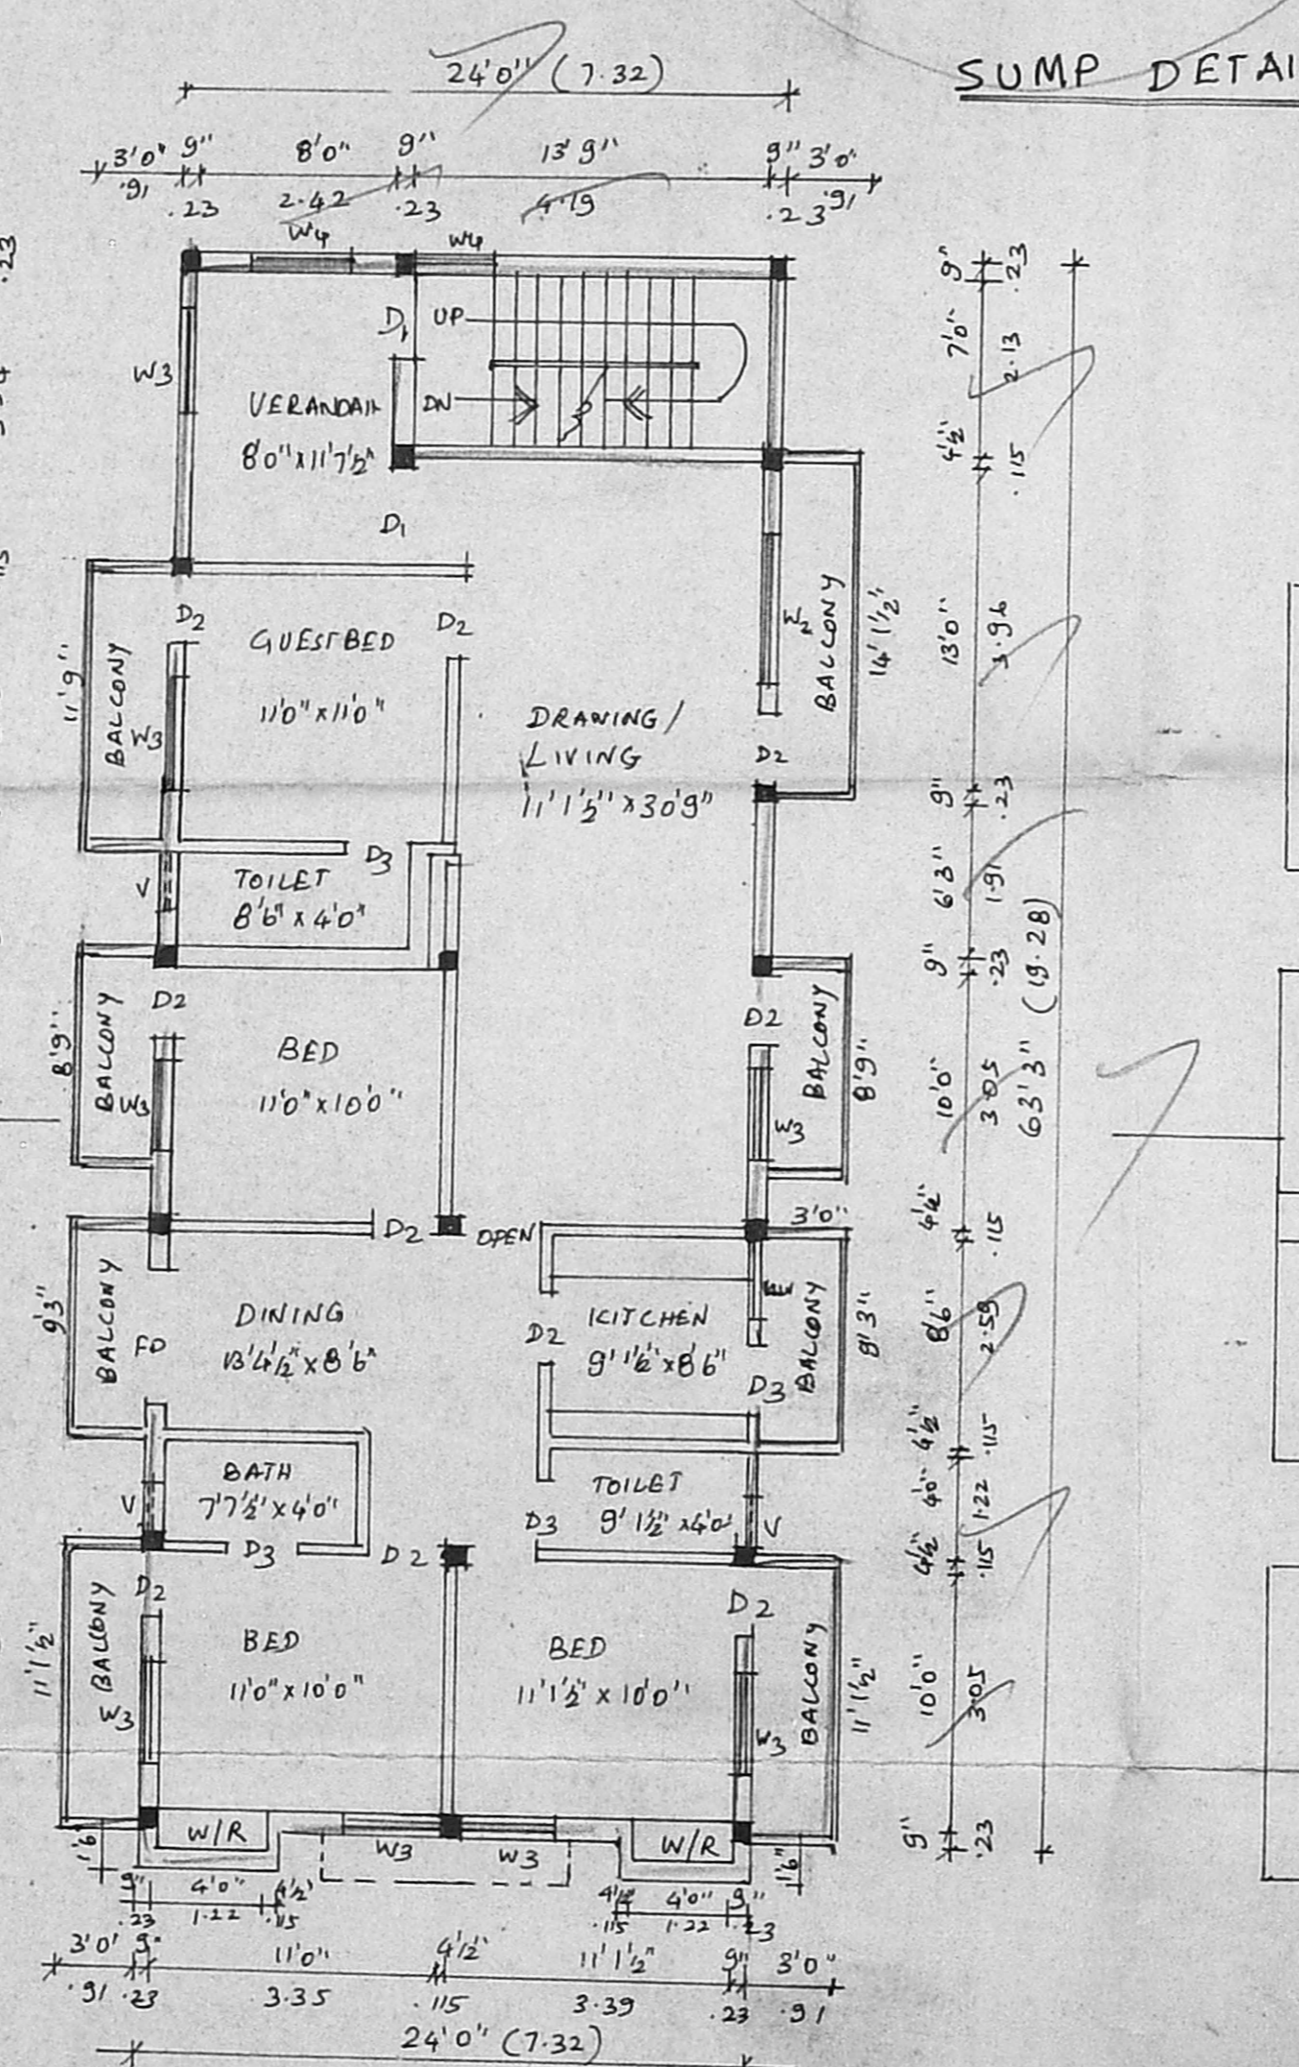 SUMP DETAI
24'0" (7.32)
3'0" 9" 8'0" 9" 13'9" 9" 3'0"
.91 .23 2.42 .23 4.19 .23 .91
W4 W4
.23
9" .23
D1 UP
7'0" 2.13
W3
VERANDAH DN
8'0"x11'7½"
4½" .115
D1
D2 GUEST BED D2
W2
BALCONY
14'1½"
13'0" 3.96
11'9"
BALCONY
W3
11'0"x11'0"
DRAWING/
LIVING
11'1½"x30'9"
D2
9" .23
D3
V TOILET
8'6"x4'0"
6'3" 1.91
9" .23
63'3" (19.28)
D2
8'9"
BALCONY
W3
BED
11'0"x10'0"
D2
W3
BALCONY
8'9"
10'0" 3.05
D2 OPEN 3'0"
4½" .115
9'3"
BALCONY
FD
DINING
13'4½"x8'6"
D2
KITCHEN
9'1½"x8'6"
D3
BALCONY
9'3"
8'6" 2.59
4½" .115
V BATH
7'7½"x4'0"
TOILET
9'1½"x4'0"
V
4'0" 1.22
D3 D2 D3
4½" .115
11'1½"
BALCONY
D2
W3
BED
11'0"x10'0"
BED
11'1½"x10'0"
D2
W3
BALCONY
11'1½"
10'0" 3.05
W/R W3 W3 W/R
9" .23
1'6" 1'6"
9" 4'0" 4½" 4½" 4'0" 9"
.23 1.22 .115 .115 1.22 .23
3'0" 9" 11'0" 4½" 11'1½" 9" 3'0"
.91 .23 3.35 .115 3.39 .23 .91
24'0" (7.32)